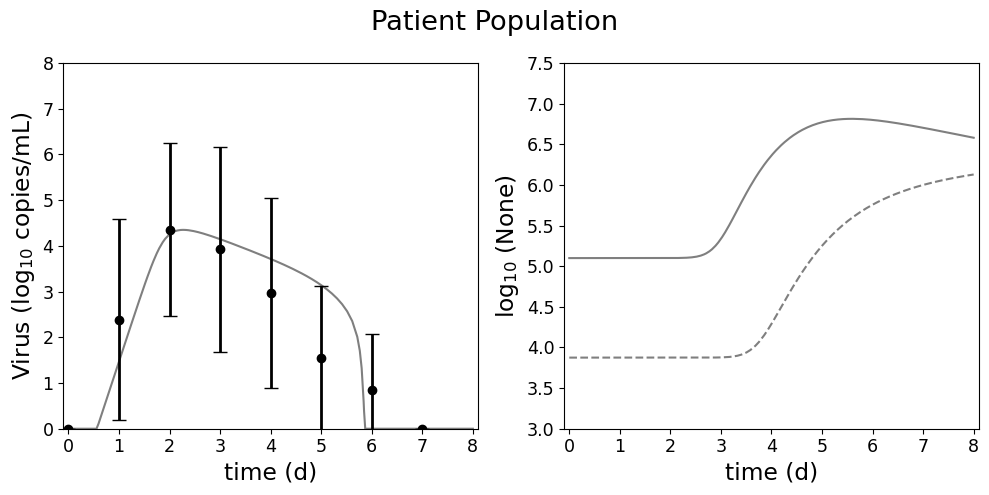 Patient Population
Virus (log₁₀ copies/mL)
8
7
6
5
4
3
2
1
0
0 1 2 3 4 5 6 7 8
time (d)
log₁₀ (None)
7.5
7.0
6.5
6.0
5.5
5.0
4.5
4.0
3.5
3.0
0 1 2 3 4 5 6 7 8
time (d)